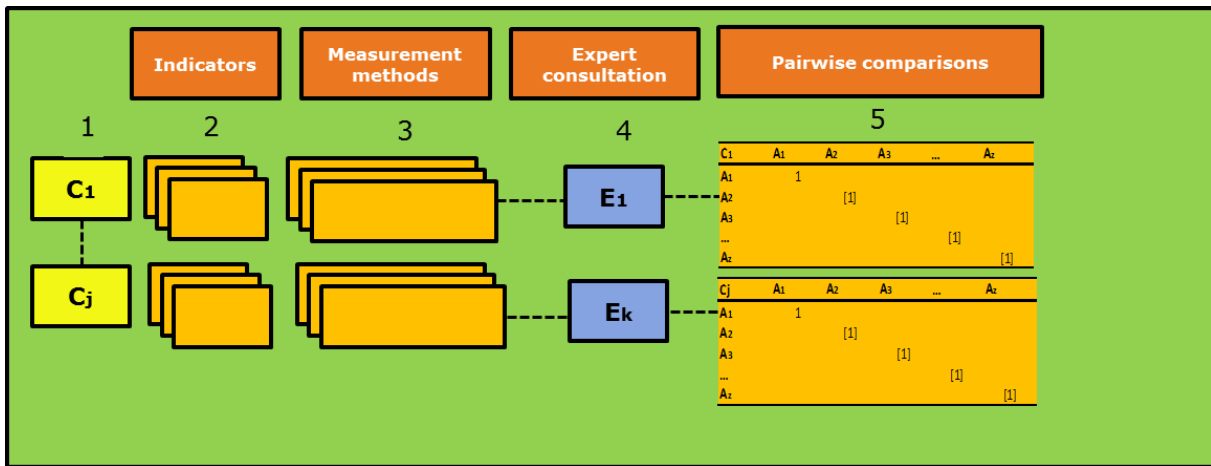 Indicators
Measurement
methods
Expert
consultation
Pairwise comparisons
1
2
3
4
5
C1
E1
C1 A1 A2 A3 ... Az
A1 1
A2 [1]
A3 [1]
... [1]
Az [1]
Cj
Ek
Cj A1 A2 A3 ... Az
A1 1
A2 [1]
A3 [1]
... [1]
Az [1]